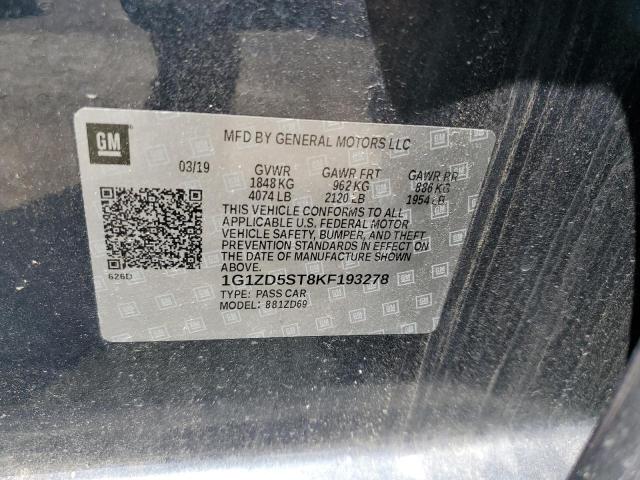 GM
MFD BY GENERAL MOTORS LLC
03/19 GVWR GAWR FRT GAWR RR
1848 KG 962 KG 886 KG
4074 LB 2120 LB 1954 LB
THIS VEHICLE CONFORMS TO ALL
APPLICABLE U.S. FEDERAL MOTOR
VEHICLE SAFETY, BUMPER, AND THEFT
PREVENTION STANDARDS IN EFFECT ON
THE DATE OF MANUFACTURE SHOWN
ABOVE.
626D
1G1ZD5ST8KF193278
TYPE: PASS CAR
MODEL: 881ZD69